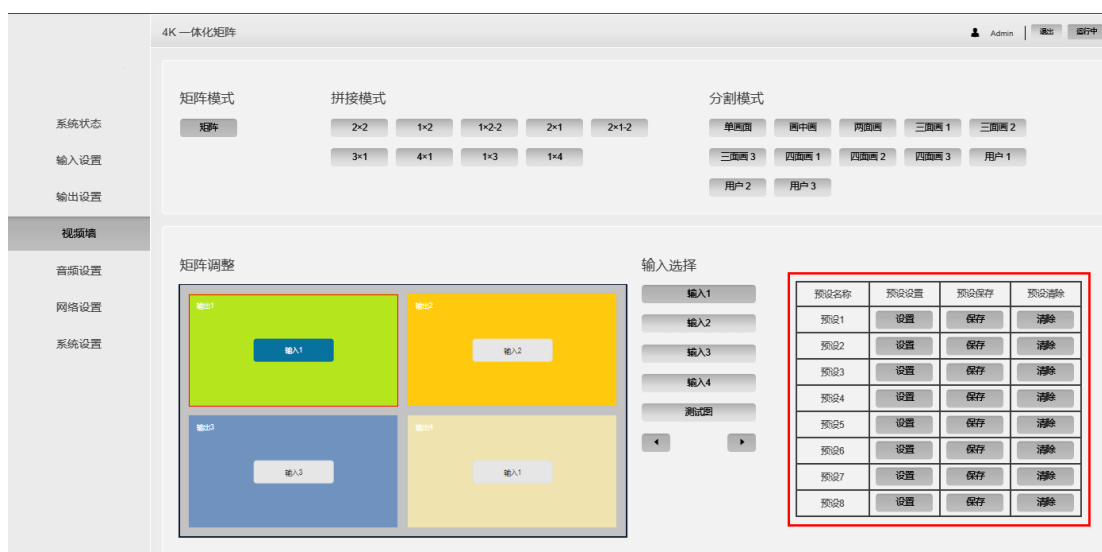 4K 一体化矩阵
Admin
退出
运行中
系统状态
输入设置
输出设置
视频墙
音频设置
网络设置
系统设置
矩阵模式
矩阵
拼接模式
2×2 1×2 1×2-2 2×1 2×1-2
3×1 4×1 1×3 1×4
分割模式
单画面 画中画 两画面 三画面 1 三画面 2
三画面 3 四画面 1 四画面 2 四画面 3 用户 1
用户 2 用户 3
矩阵调整
输出1
输入1
输出2
输入2
输出3
输入3
输出4
输入1
输入选择
输入1
输入2
输入3
输入4
测试图
预设名称 预设设置 预设保存 预设清除
预设1 设置 保存 清除
预设2 设置 保存 清除
预设3 设置 保存 清除
预设4 设置 保存 清除
预设5 设置 保存 清除
预设6 设置 保存 清除
预设7 设置 保存 清除
预设8 设置 保存 清除